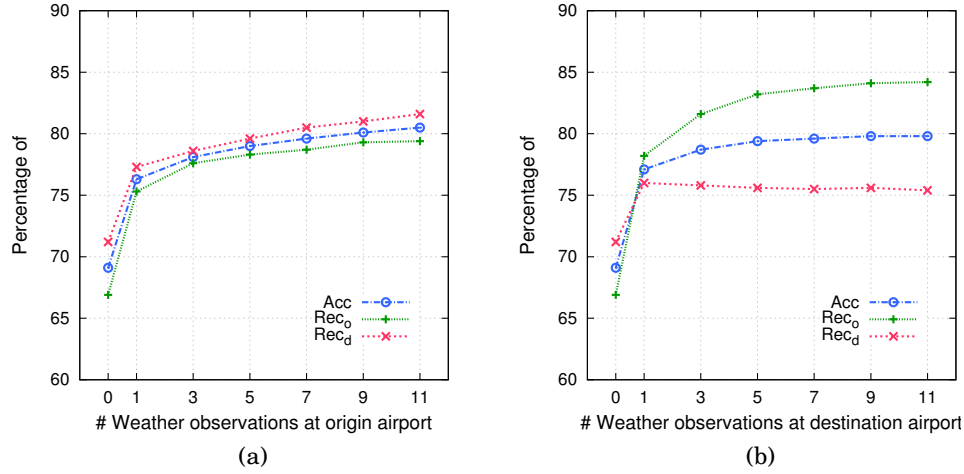 90
85
80
75
70
65
60
Percentage of
Acc
Rec_o
Rec_d
0 1 3 5 7 9 11
# Weather observations at origin airport
(a)
90
85
80
75
70
65
60
Percentage of
Acc
Rec_o
Rec_d
0 1 3 5 7 9 11
# Weather observations at destination airport
(b)